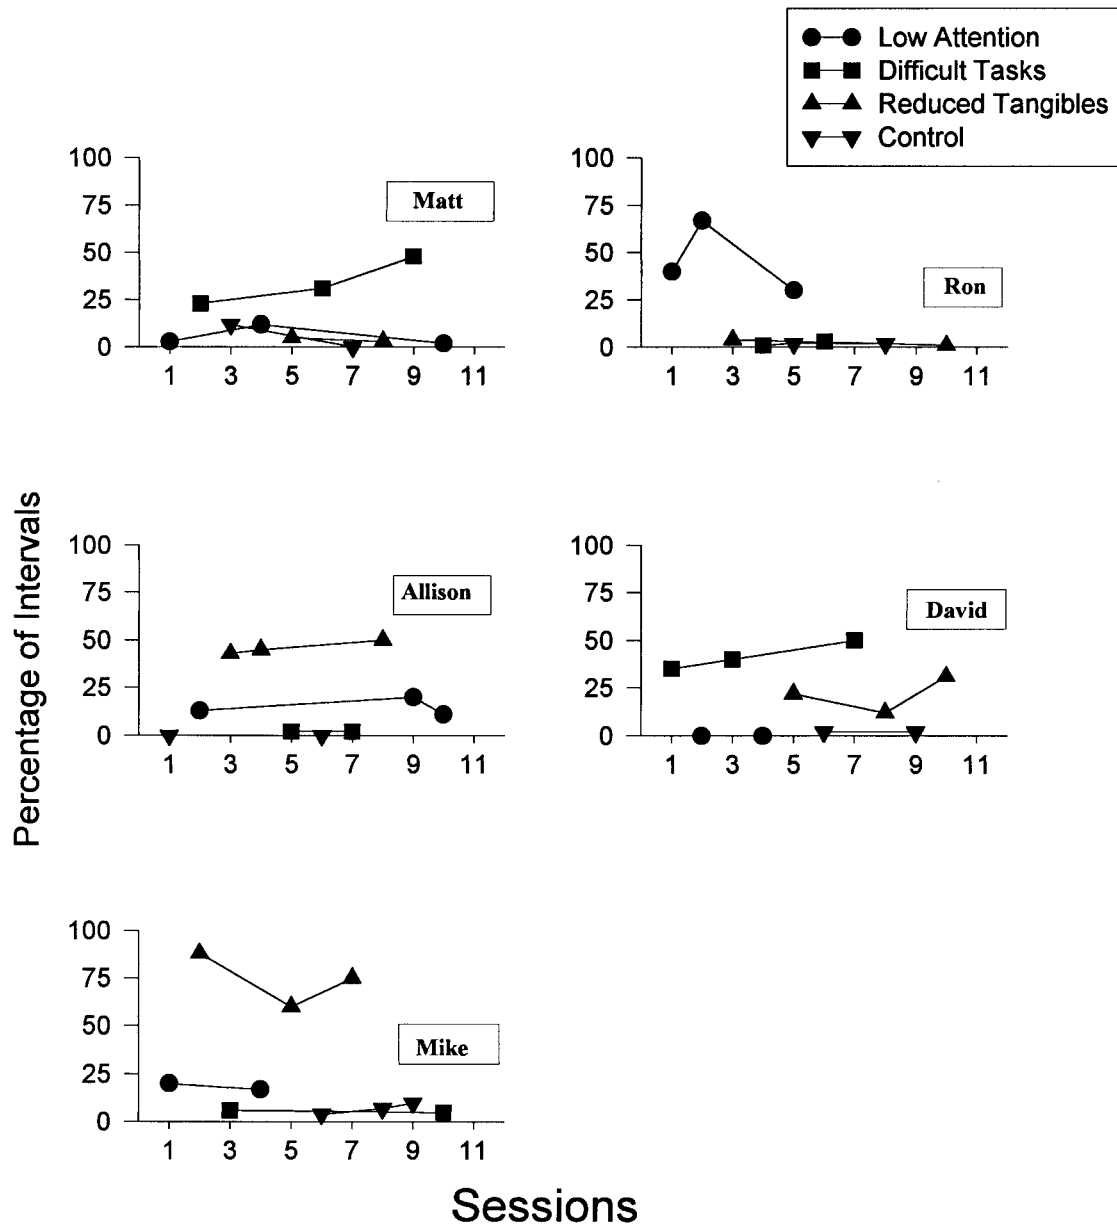 Low Attention
Difficult Tasks
Reduced Tangibles
Control
100
75
50
25
0
1 3 5 7 9 11
Matt
100
75
50
25
0
1 3 5 7 9 11
Ron
Percentage of Intervals
100
75
50
25
0
1 3 5 7 9 11
Allison
100
75
50
25
0
1 3 5 7 9 11
David
100
75
50
25
0
1 3 5 7 9 11
Mike
Sessions